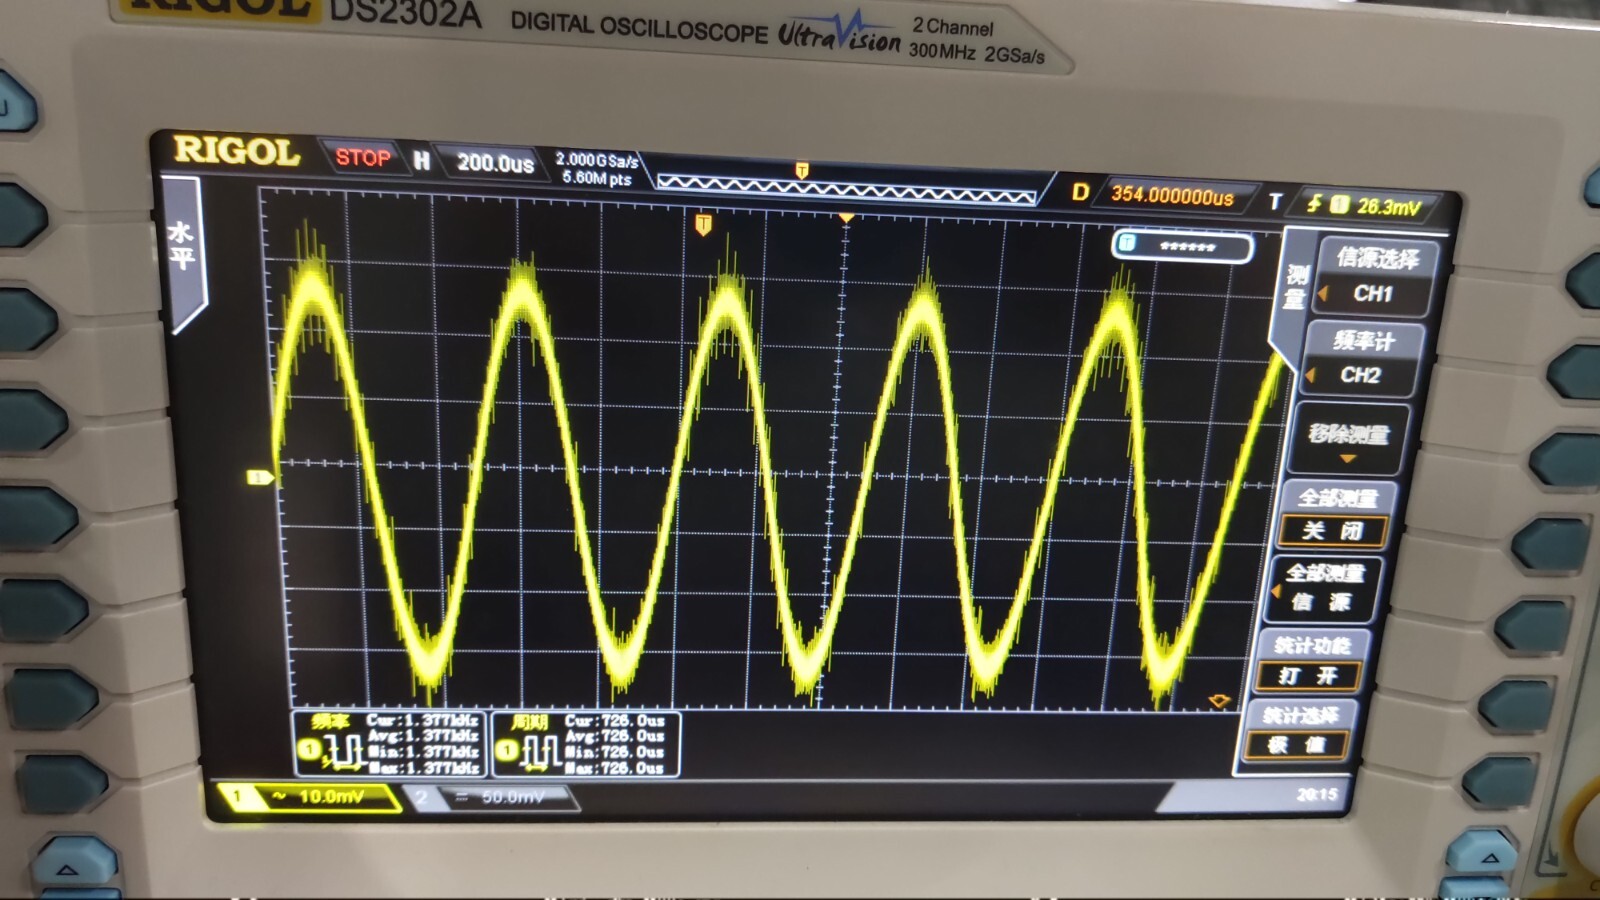 RIGOL DS2302A DIGITAL OSCILLOSCOPE UltraVision 2 Channel
300MHz 2GSa/s
RIGOL STOP H 200.0us 2.000GSa/s
5.60M pts
T
D 354.000000us T 1 26.3mV
水平
T
T ******
测量
信源选择
CH1
频率计
CH2
移除测量
全部测量
关 闭
全部测量
信 源
统计功能
打 开
统计选择
极 值
1
频率 Cur:1.377kHz
Avg:1.377kHz
Min:1.377kHz
Max:1.377kHz
1
周期 Cur:726.0us
Avg:726.0us
Min:726.0us
Max:726.0us
1
1 ~ 10.0mV 2 = 50.0mV
20:15